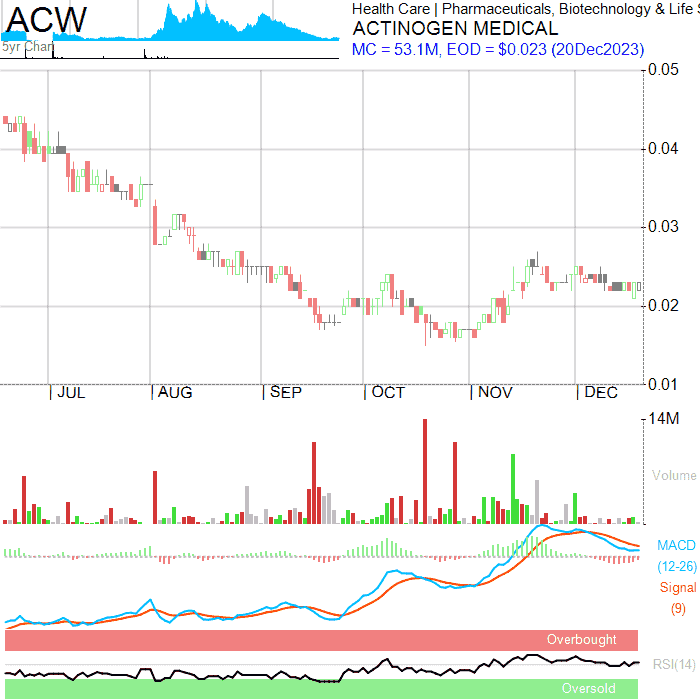 ACW
5yr Chart
Health Care | Pharmaceuticals, Biotechnology & Life S
ACTINOGEN MEDICAL
MC = 53.1M, EOD = $0.023 (20Dec2023)
0.05
0.04
0.03
0.02
0.01
|JUL |AUG |SEP |OCT |NOV |DEC
14M
Volume
MACD
(12-26)
Signal
(9)
Overbought
RSI(14)
Oversold